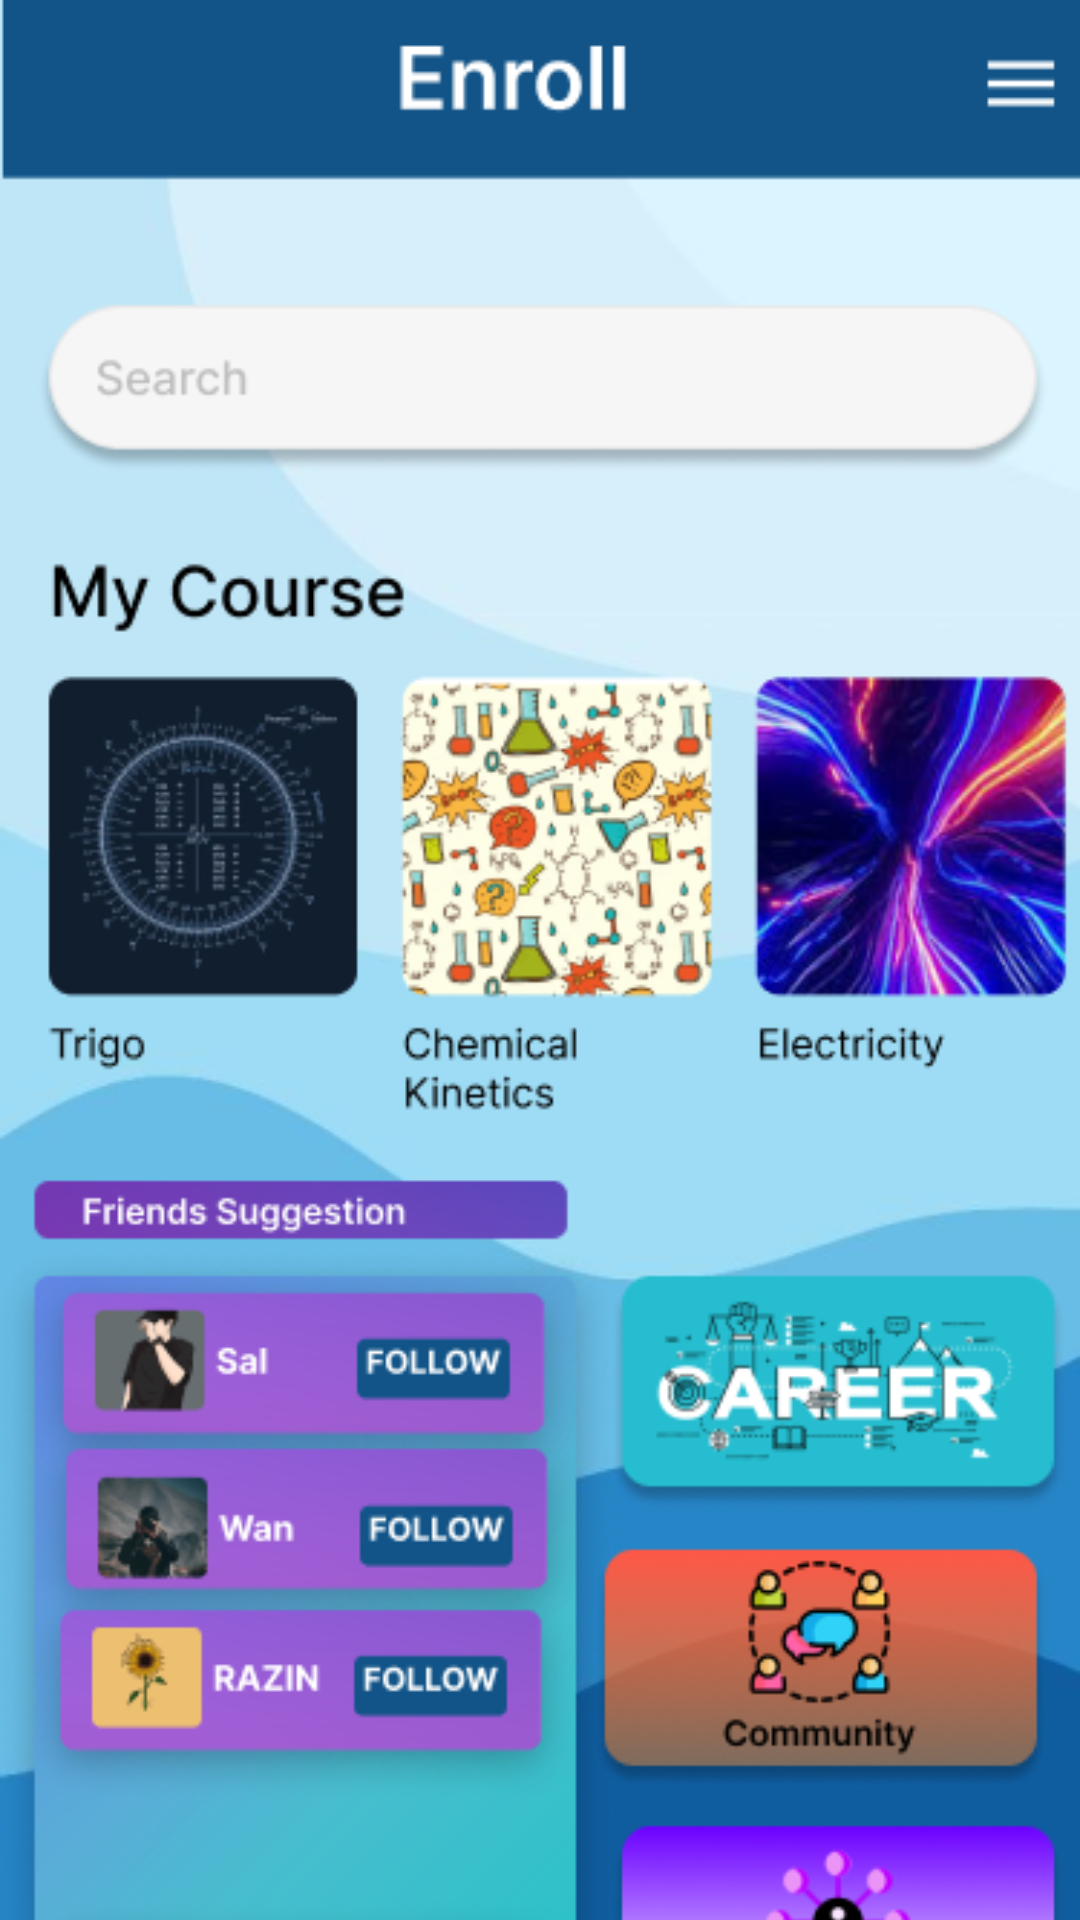 Enroll
Search
My Course
Trigo
Chemical
Kinetics
Electricity
Friends Suggestion
Sal
FOLLOW
Wan
FOLLOW
RAZIN
FOLLOW
CAREER
Community